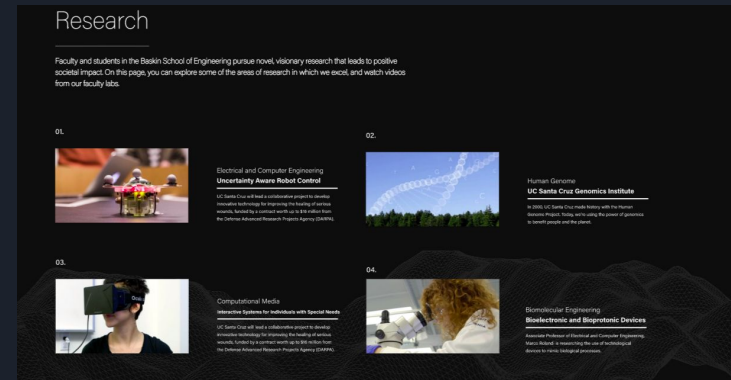 Research
Faculty and students in the Baskin School of Engineering pursue novel, visionary research that leads to positive
societal impact. On this page, you can explore some of the areas of research in which we excel, and watch videos
from our faculty labs.
01.
Electrical and Computer Engineering
Uncertainty Aware Robot Control
UC Santa Cruz will lead a collaborative project to develop
innovative technology for improving the healing of serious
wounds, funded by a contract worth up to $16 million from
the Defense Advanced Research Projects Agency (DARPA).
02.
Human Genome
UC Santa Cruz Genomics Institute
In 2000, UC Santa Cruz made history with the Human
Genome Project. Today, we're using the power of genomics
to benefit people and the planet.
03.
Computational Media
Interactive Systems for Individuals with Special Needs
UC Santa Cruz will lead a collaborative project to develop
innovative technology for improving the healing of serious
wounds, funded by a contract worth up to $16 million from
the Defense Advanced Research Projects Agency (DARPA).
04.
Biomolecular Engineering
Bioelectronic and Bioprotonic Devices
Associate Professor of Electrical and Computer Engineering,
Marco Rolandi is researching the use of technological
devices to mimic biological processes.